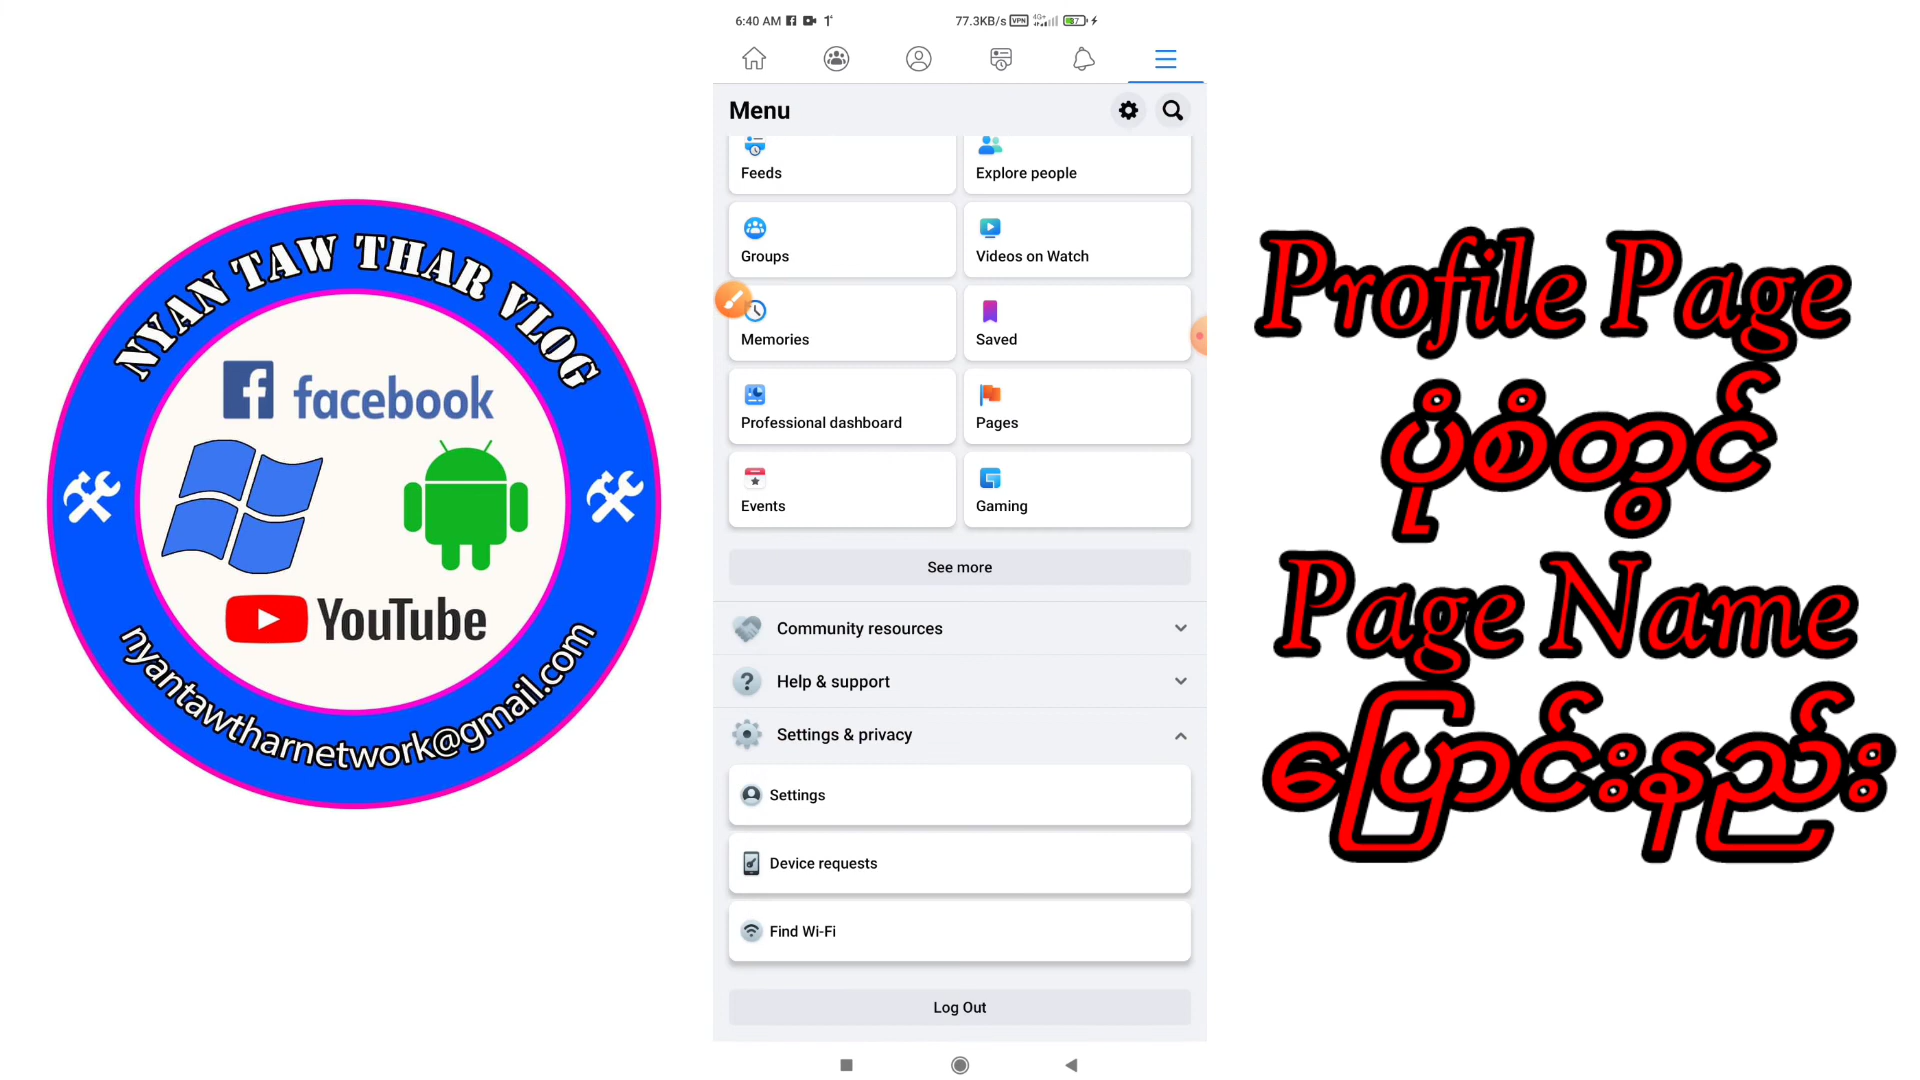 NYAN TAW THAR VLOG
facebook
YouTube
nyantawtharnetwork@gmail.com
6:40 AM
77.3KB/s VPN 4G+ 87
Menu
Feeds
Explore people
Groups
Videos on Watch
Memories
Saved
Professional dashboard
Pages
Events
Gaming
See more
Community resources
Help & support
Settings & privacy
Settings
Device requests
Find Wi-Fi
Log Out
Profile Page
ပုံစံတွင်
Page Name
ပြောင်းနည်း